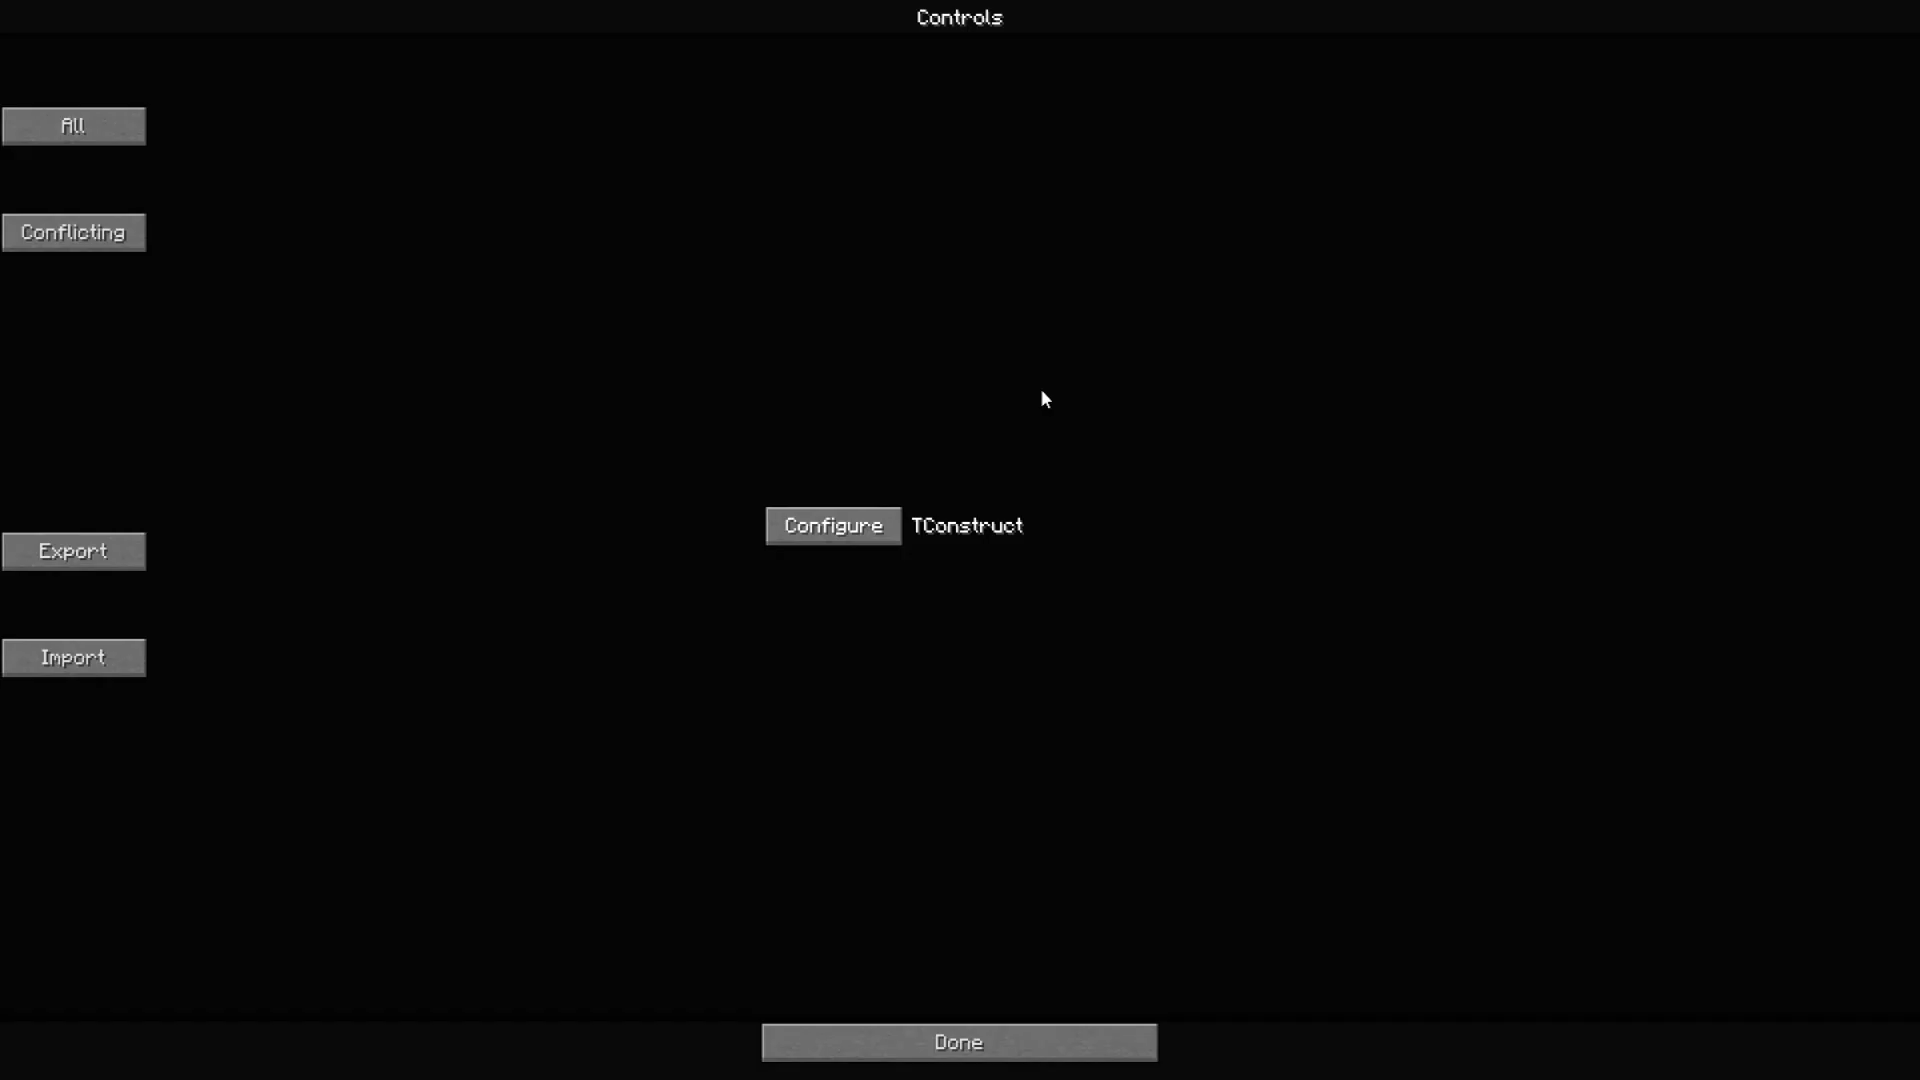 Controls
All
Conflicting
Configure TConstruct
Export
Import
Done